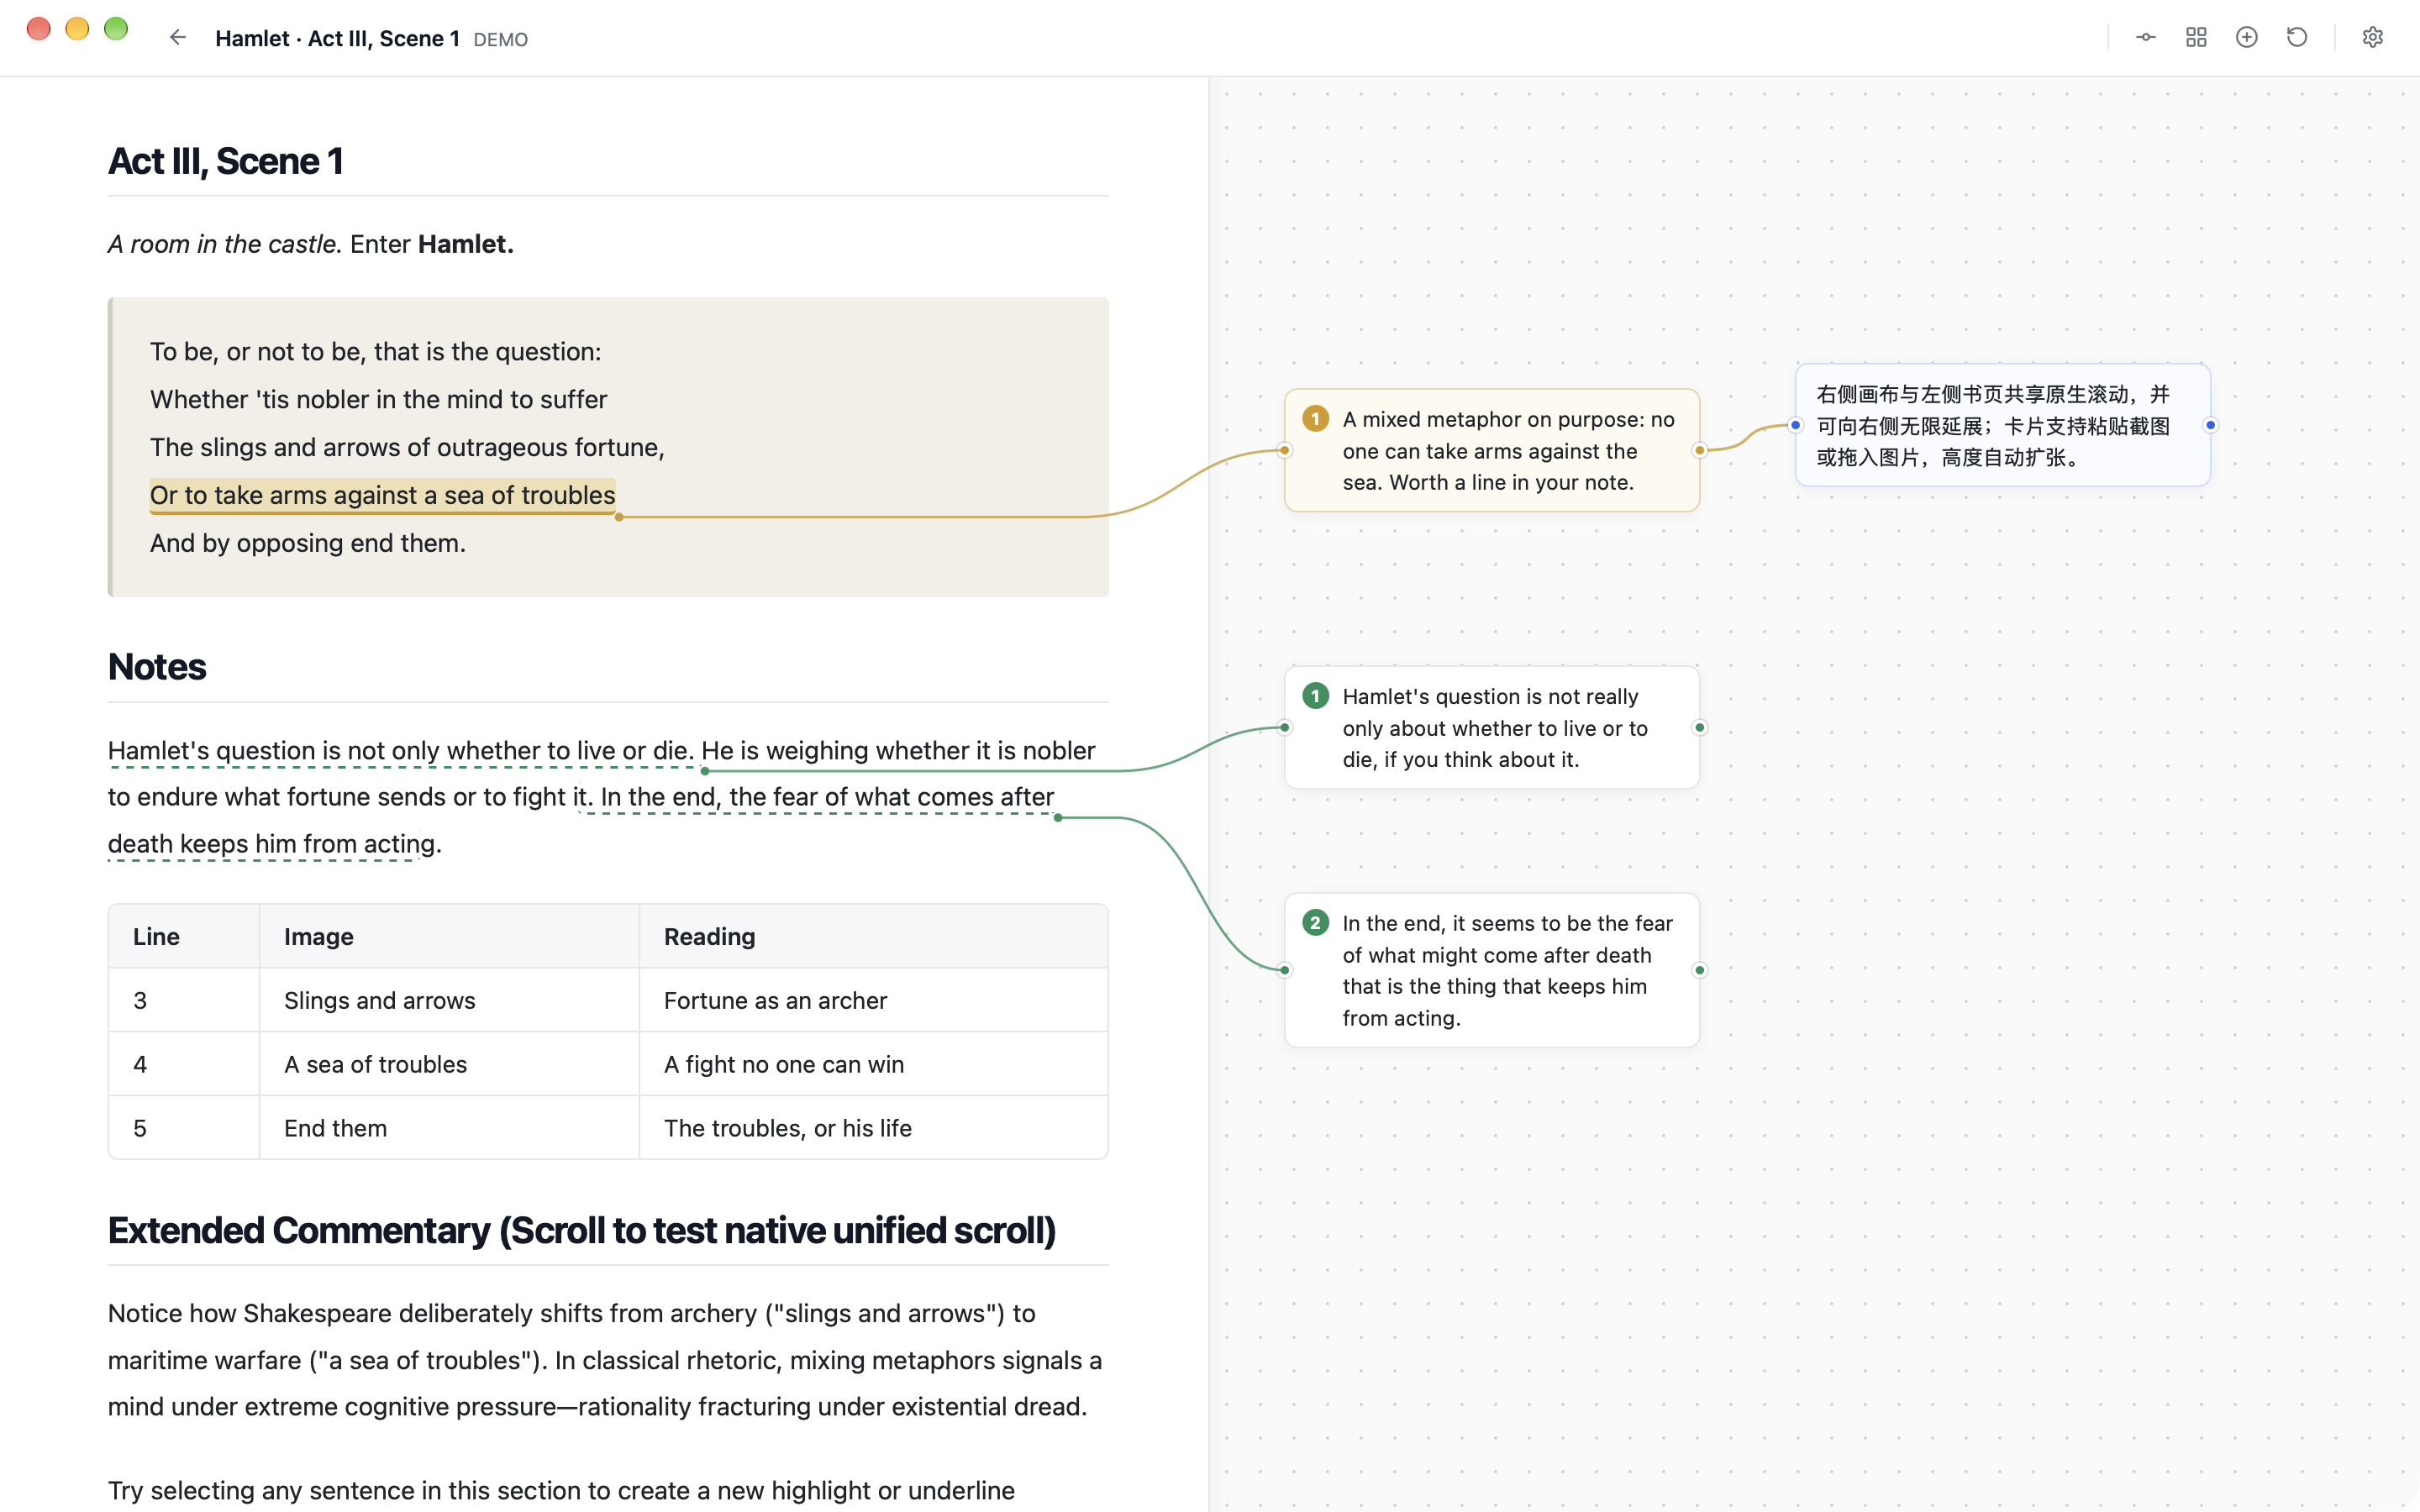 Hamlet · Act III, Scene 1 DEMO
Act III, Scene 1
A room in the castle. Enter Hamlet.
To be, or not to be, that is the question:
Whether 'tis nobler in the mind to suffer
The slings and arrows of outrageous fortune,
Or to take arms against a sea of troubles
And by opposing end them.
Notes
Hamlet's question is not only whether to live or die. He is weighing whether it is nobler
to endure what fortune sends or to fight it. In the end, the fear of what comes after
death keeps him from acting.
Line Image Reading
3 Slings and arrows Fortune as an archer
4 A sea of troubles A fight no one can win
5 End them The troubles, or his life
Extended Commentary (Scroll to test native unified scroll)
Notice how Shakespeare deliberately shifts from archery ("slings and arrows") to
maritime warfare ("a sea of troubles"). In classical rhetoric, mixing metaphors signals a
mind under extreme cognitive pressure—rationality fracturing under existential dread.
Try selecting any sentence in this section to create a new highlight or underline
1 A mixed metaphor on purpose: no
one can take arms against the
sea. Worth a line in your note.
右侧画布与左侧书页共享原生滚动，并
可向右侧无限延展；卡片支持粘贴截图
或拖入图片，高度自动扩张。
1 Hamlet's question is not really
only about whether to live or to
die, if you think about it.
2 In the end, it seems to be the fear
of what might come after death
that is the thing that keeps him
from acting.